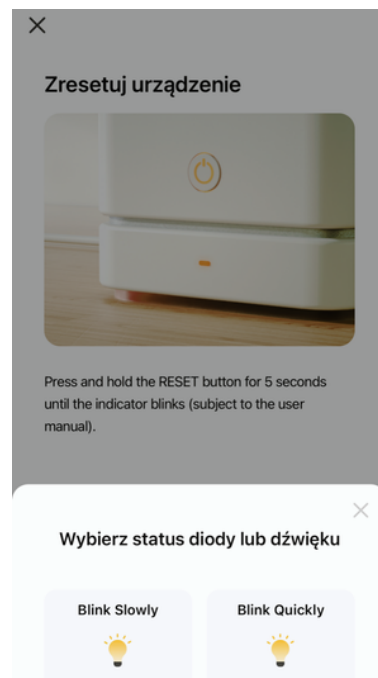 Zresetuj urządzenie
Press and hold the RESET button for 5 seconds
until the indicator blinks (subject to the user
manual).
Wybierz status diody lub dźwięku
Blink Slowly
Blink Quickly